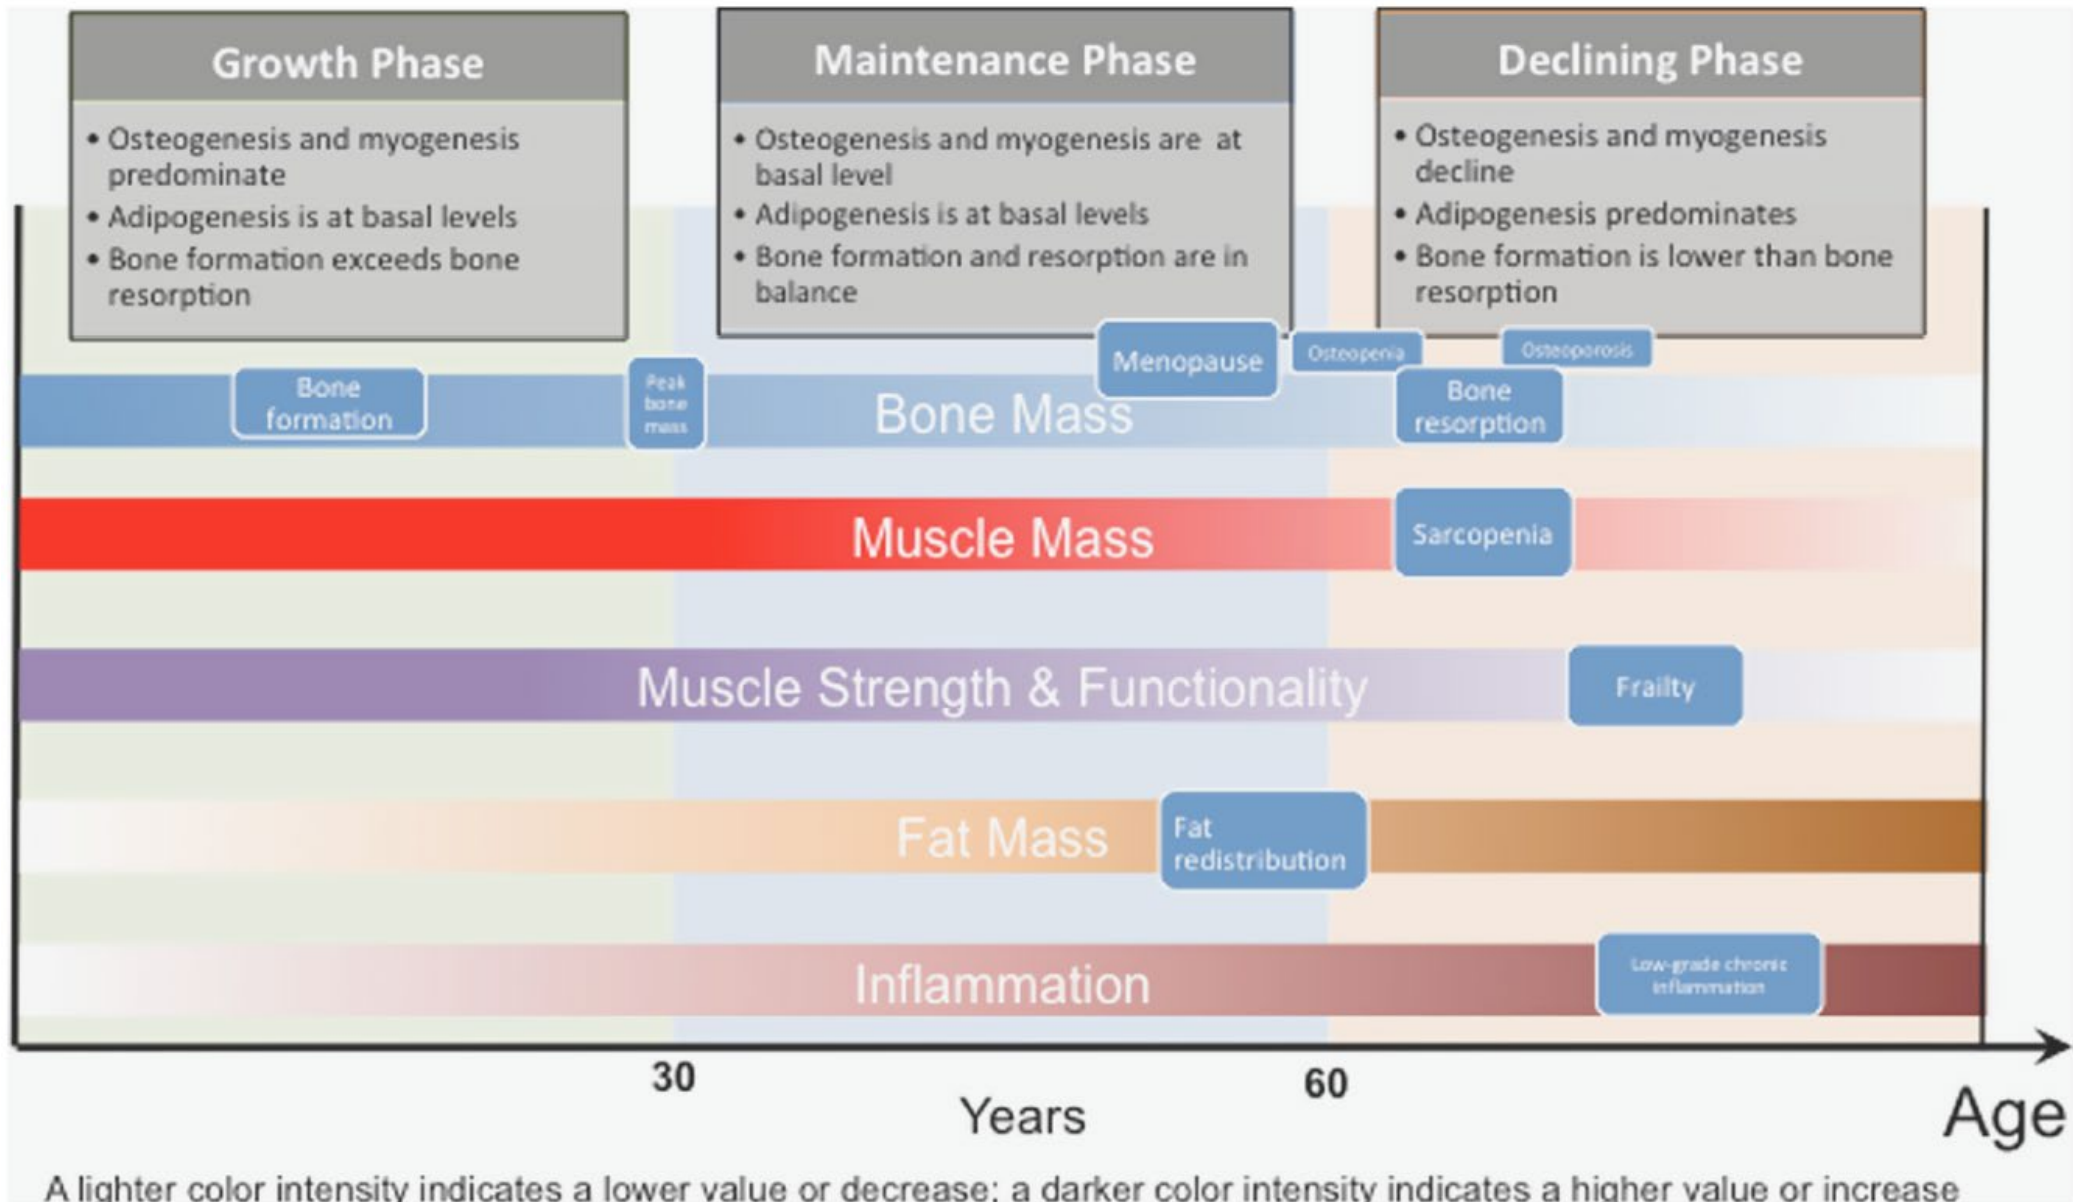 Growth Phase
• Osteogenesis and myogenesis
predominate
• Adipogenesis is at basal levels
• Bone formation exceeds bone
resorption
Maintenance Phase
• Osteogenesis and myogenesis are at
basal level
• Adipogenesis is at basal levels
• Bone formation and resorption are in
balance
Declining Phase
• Osteogenesis and myogenesis
decline
• Adipogenesis predominates
• Bone formation is lower than bone
resorption
Bone
formation
Peak
bone
mass
Bone Mass
Menopause
Osteopenia
Osteoporosis
Bone
resorption
Muscle Mass
Sarcopenia
Muscle Strength & Functionality
Frailty
Fat Mass
Fat
redistribution
Inflammation
Low-grade chronic
inflammation
30
60
Years
Age
A lighter color intensity indicates a lower value or decrease; a darker color intensity indicates a higher value or increase